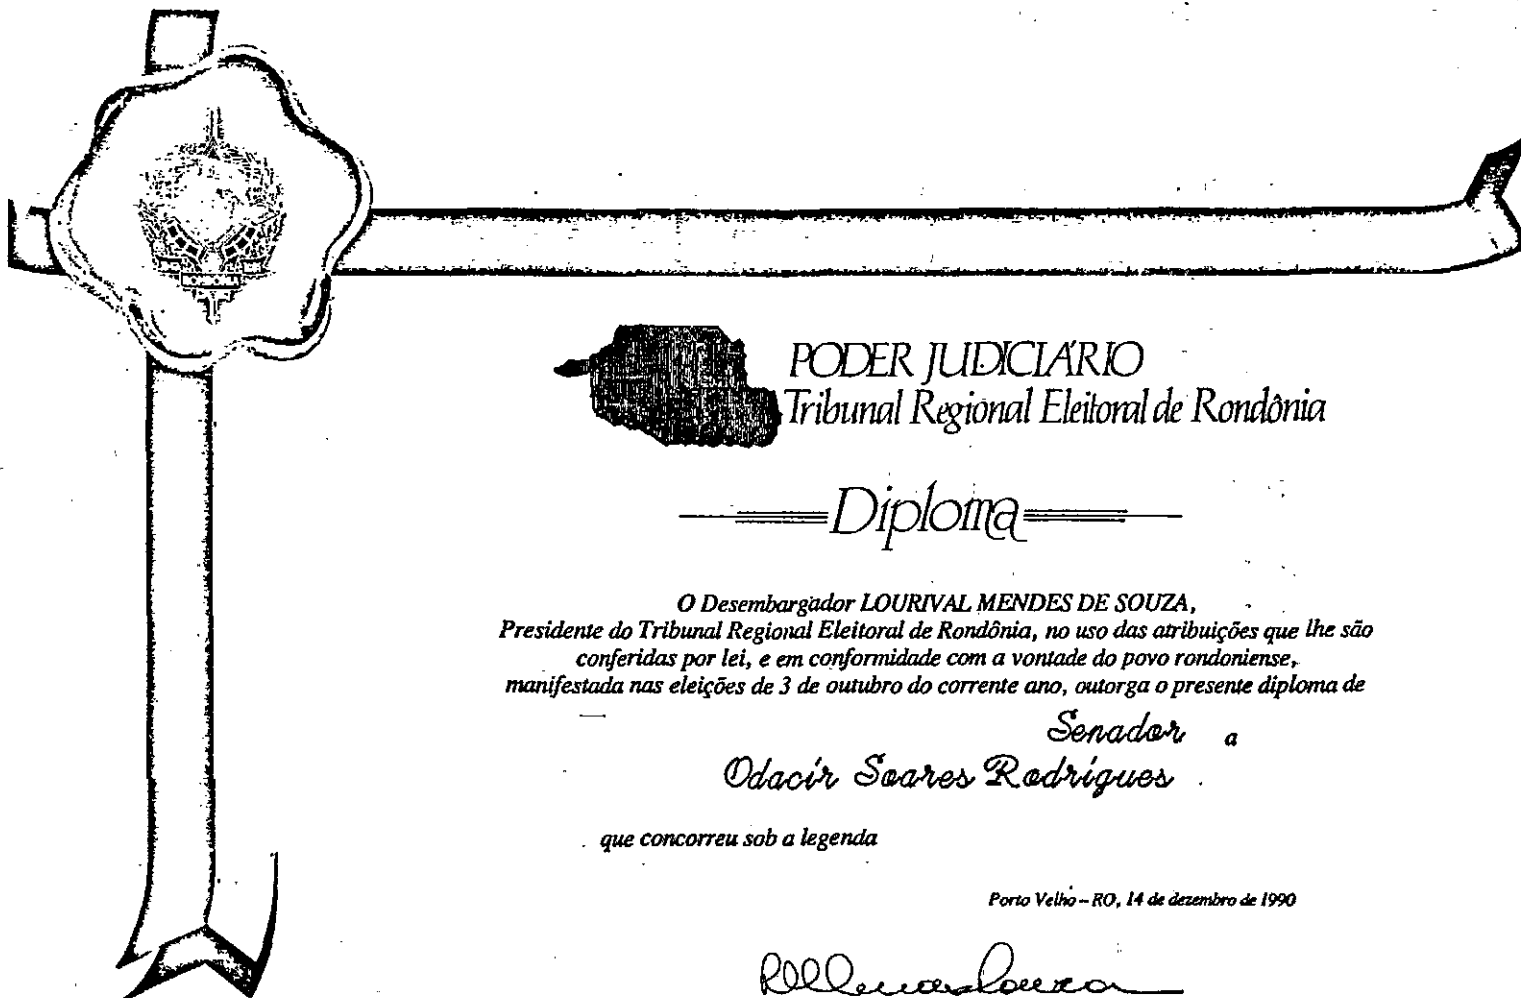 PODER JUDICIÁRIO
Tribunal Regional Eleitoral de Rondônia
Diploma
O Desembargador LOURIVAL MENDES DE SOUZA,
Presidente do Tribunal Regional Eleitoral de Rondônia, no uso das atribuições que lhe são
conferidas por lei, e em conformidade com a vontade do povo rondoniense,
manifestada nas eleições de 3 de outubro do corrente ano, outorga o presente diploma de
Senador a
Odacír Soares Rodrígues
que concorreu sob a legenda
Porto Velho – RO, 14 de dezembro de 1990